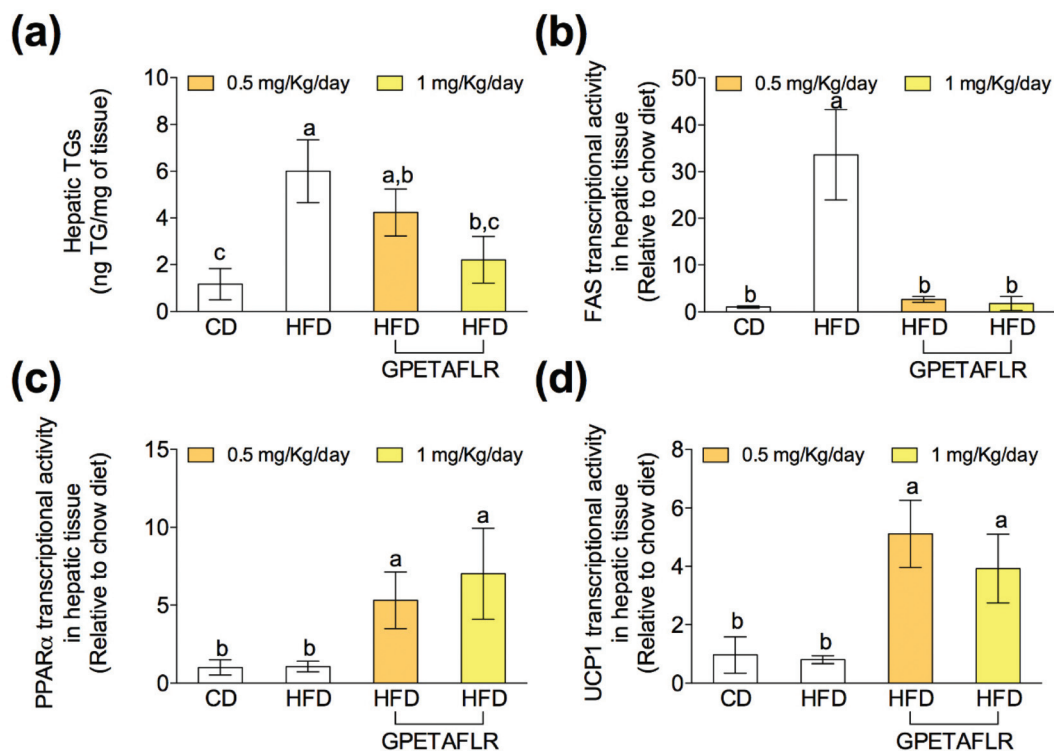 (a)
Hepatic TGs
(ng TG/mg of tissue)
10
8
6
4
2
0
0.5 mg/Kg/day
1 mg/Kg/day
c
a
a,b
b,c
CD
HFD
HFD
HFD
GPETAFLR
(b)
FAS transcriptional activity
in hepatic tissue
(Relative to chow diet)
50
40
30
20
10
0
0.5 mg/Kg/day
1 mg/Kg/day
b
a
b
b
CD
HFD
HFD
HFD
GPETAFLR
(c)
PPARα transcriptional activity
in hepatic tissue
(Relative to chow diet)
15
10
5
0
0.5 mg/Kg/day
1 mg/Kg/day
b
b
a
a
CD
HFD
HFD
HFD
GPETAFLR
(d)
UCP1 transcriptional activity
in hepatic tissue
(Relative to chow diet)
8
6
4
2
0
0.5 mg/Kg/day
1 mg/Kg/day
b
b
a
a
CD
HFD
HFD
HFD
GPETAFLR